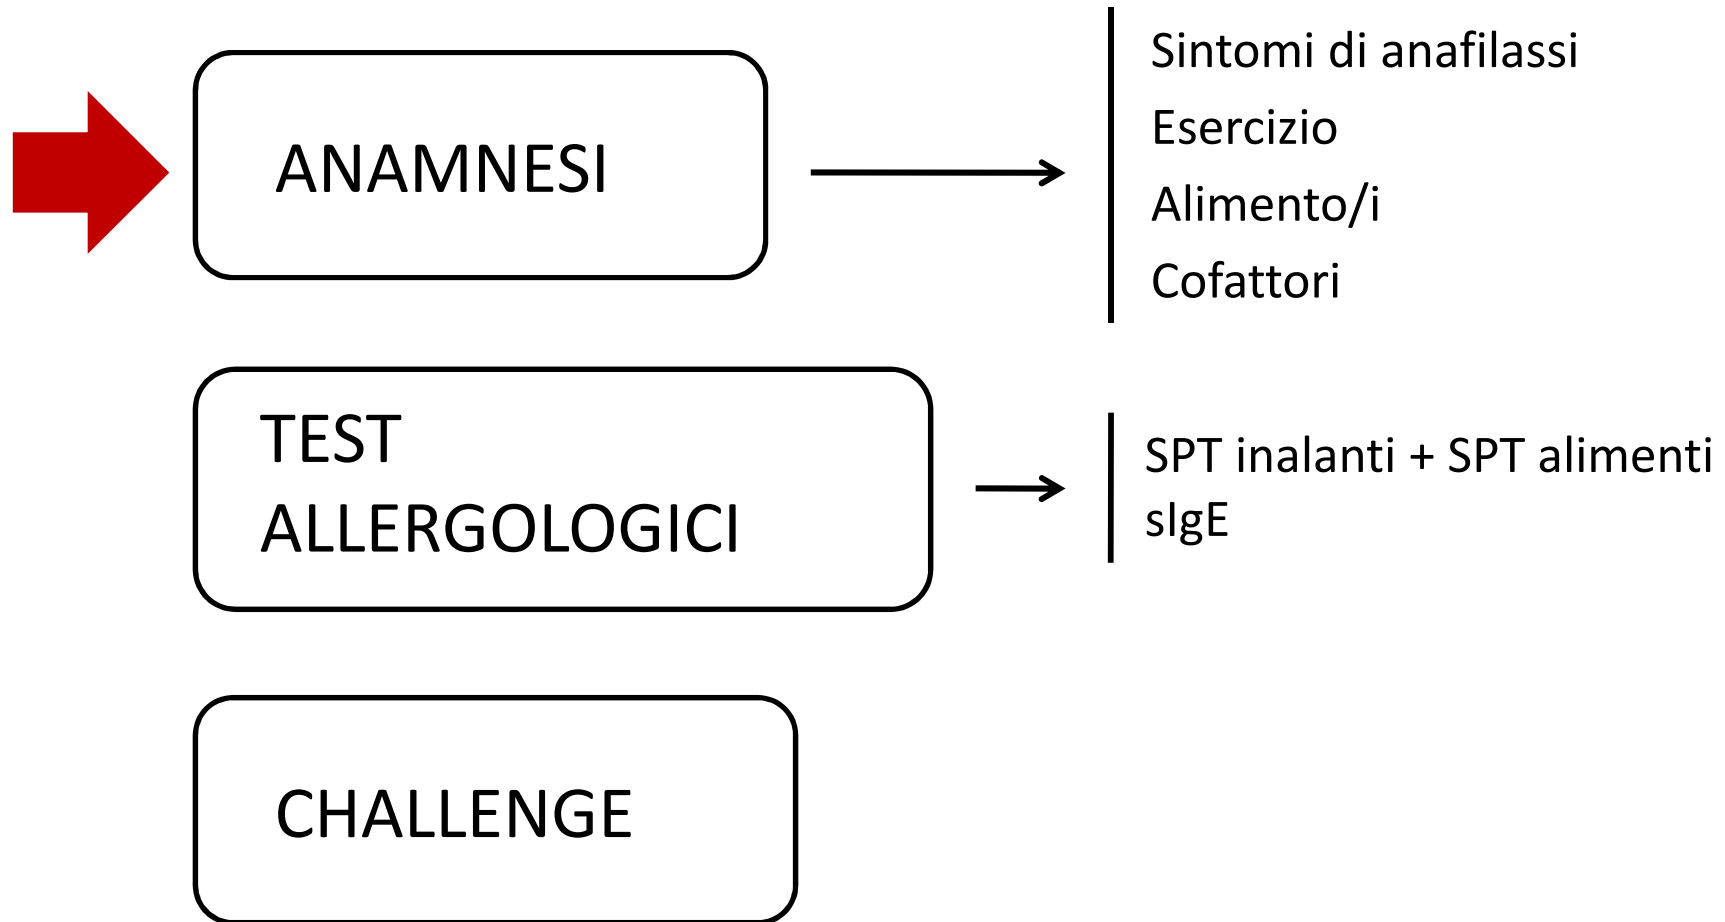 ANAMNESI
Sintomi di anafilassi
Esercizio
Alimento/i
Cofattori
TEST
ALLERGOLOGICI
SPT inalanti + SPT alimenti
sIgE
CHALLENGE